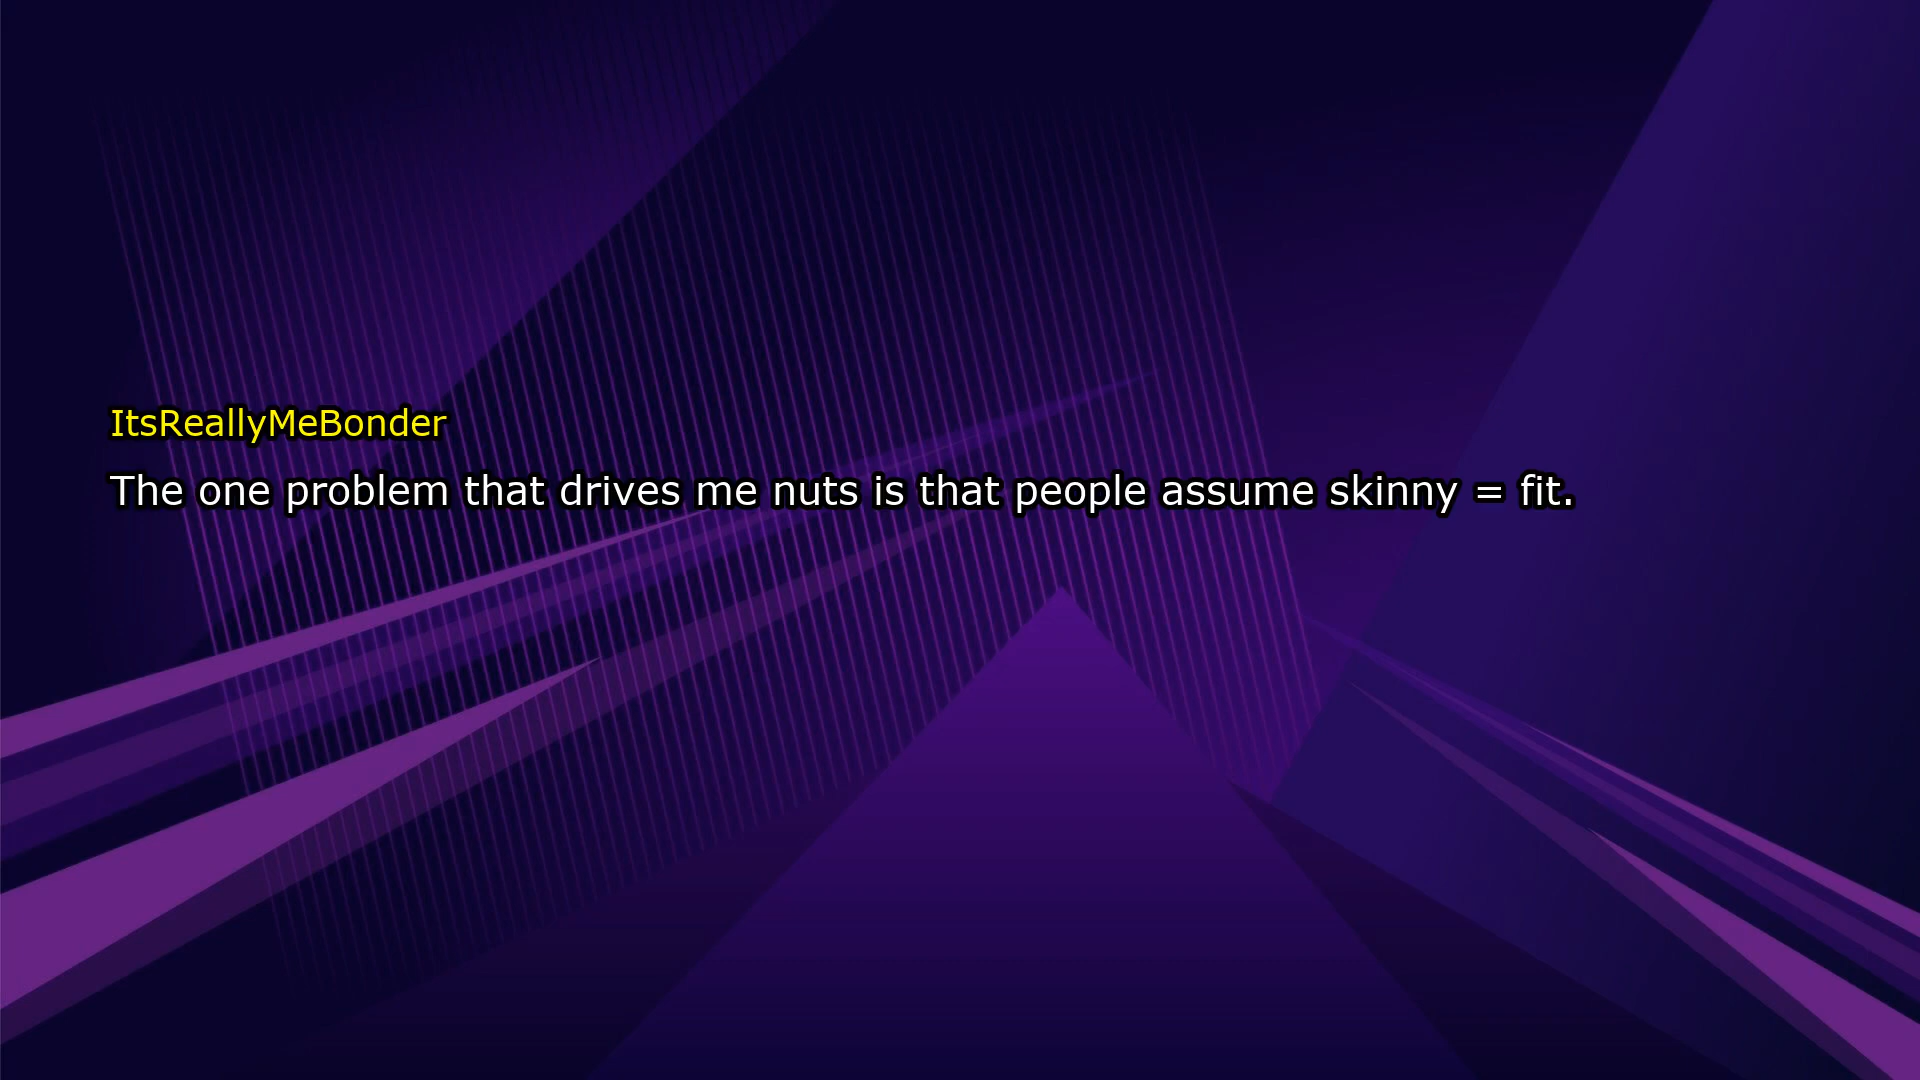 ItsReallyMeBonder
The one problem that drives me nuts is that people assume skinny = fit.